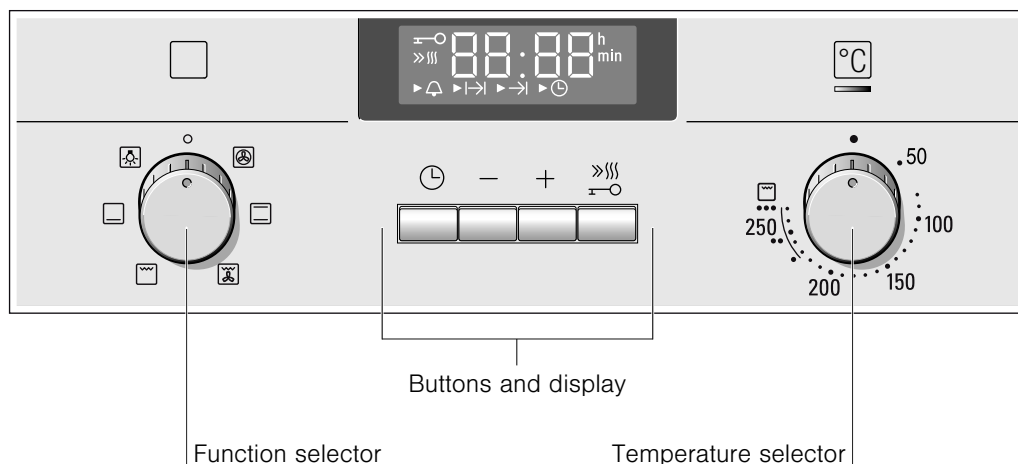 88:88 h
min
°C
50
100
150
200
250
Buttons and display
Function selector
Temperature selector